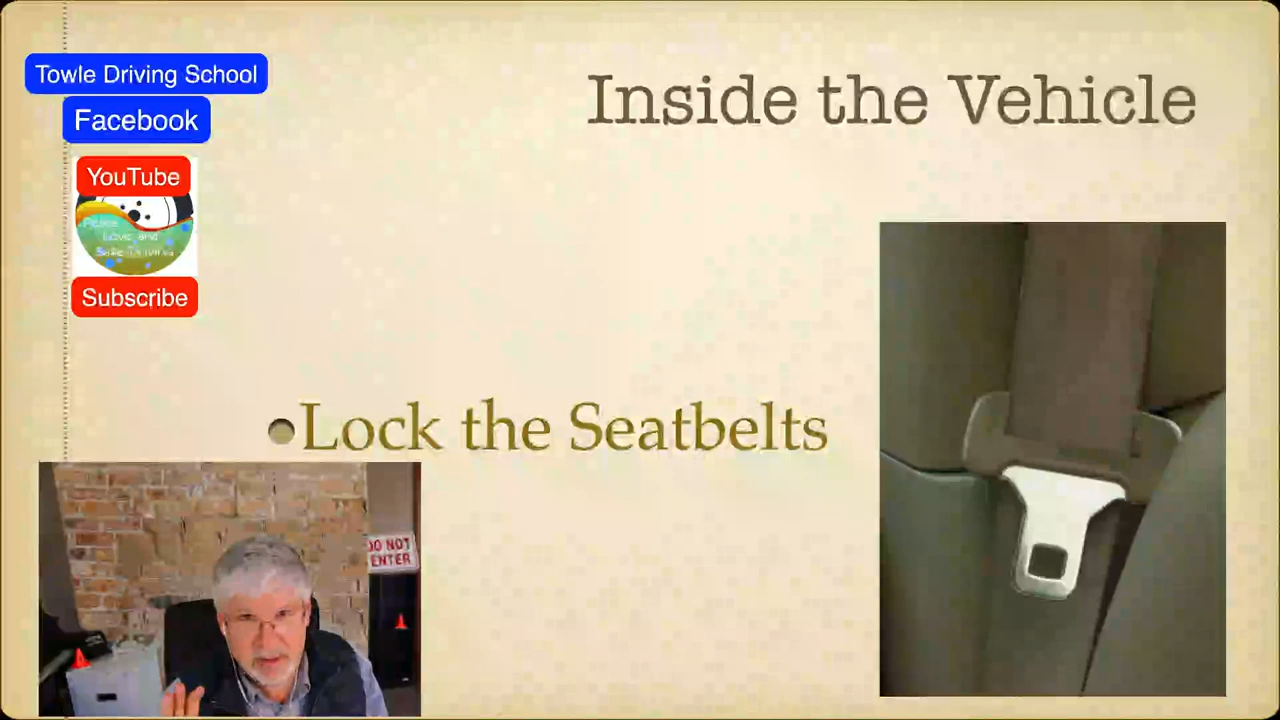 Inside the Vehicle
Towle Driving School
Facebook
YouTube
Subscribe
•Lock the Seatbelts
DO NOT
ENTER